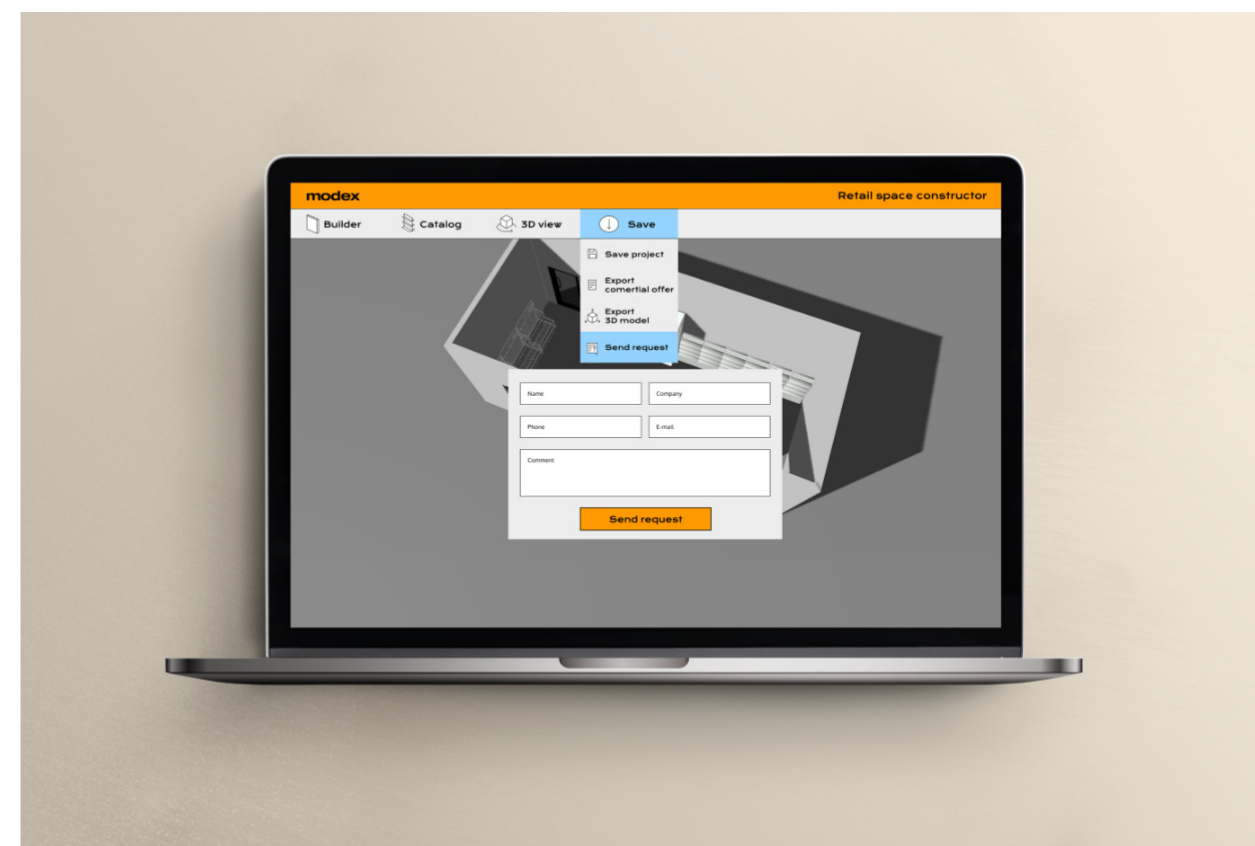 modex
Retail space constructor
Builder
Catalog
3D view
Save
Save project
Export
comertial offer
Export
3D model
Send request
Name
Company
Phone
E-mail
Comment
Send request